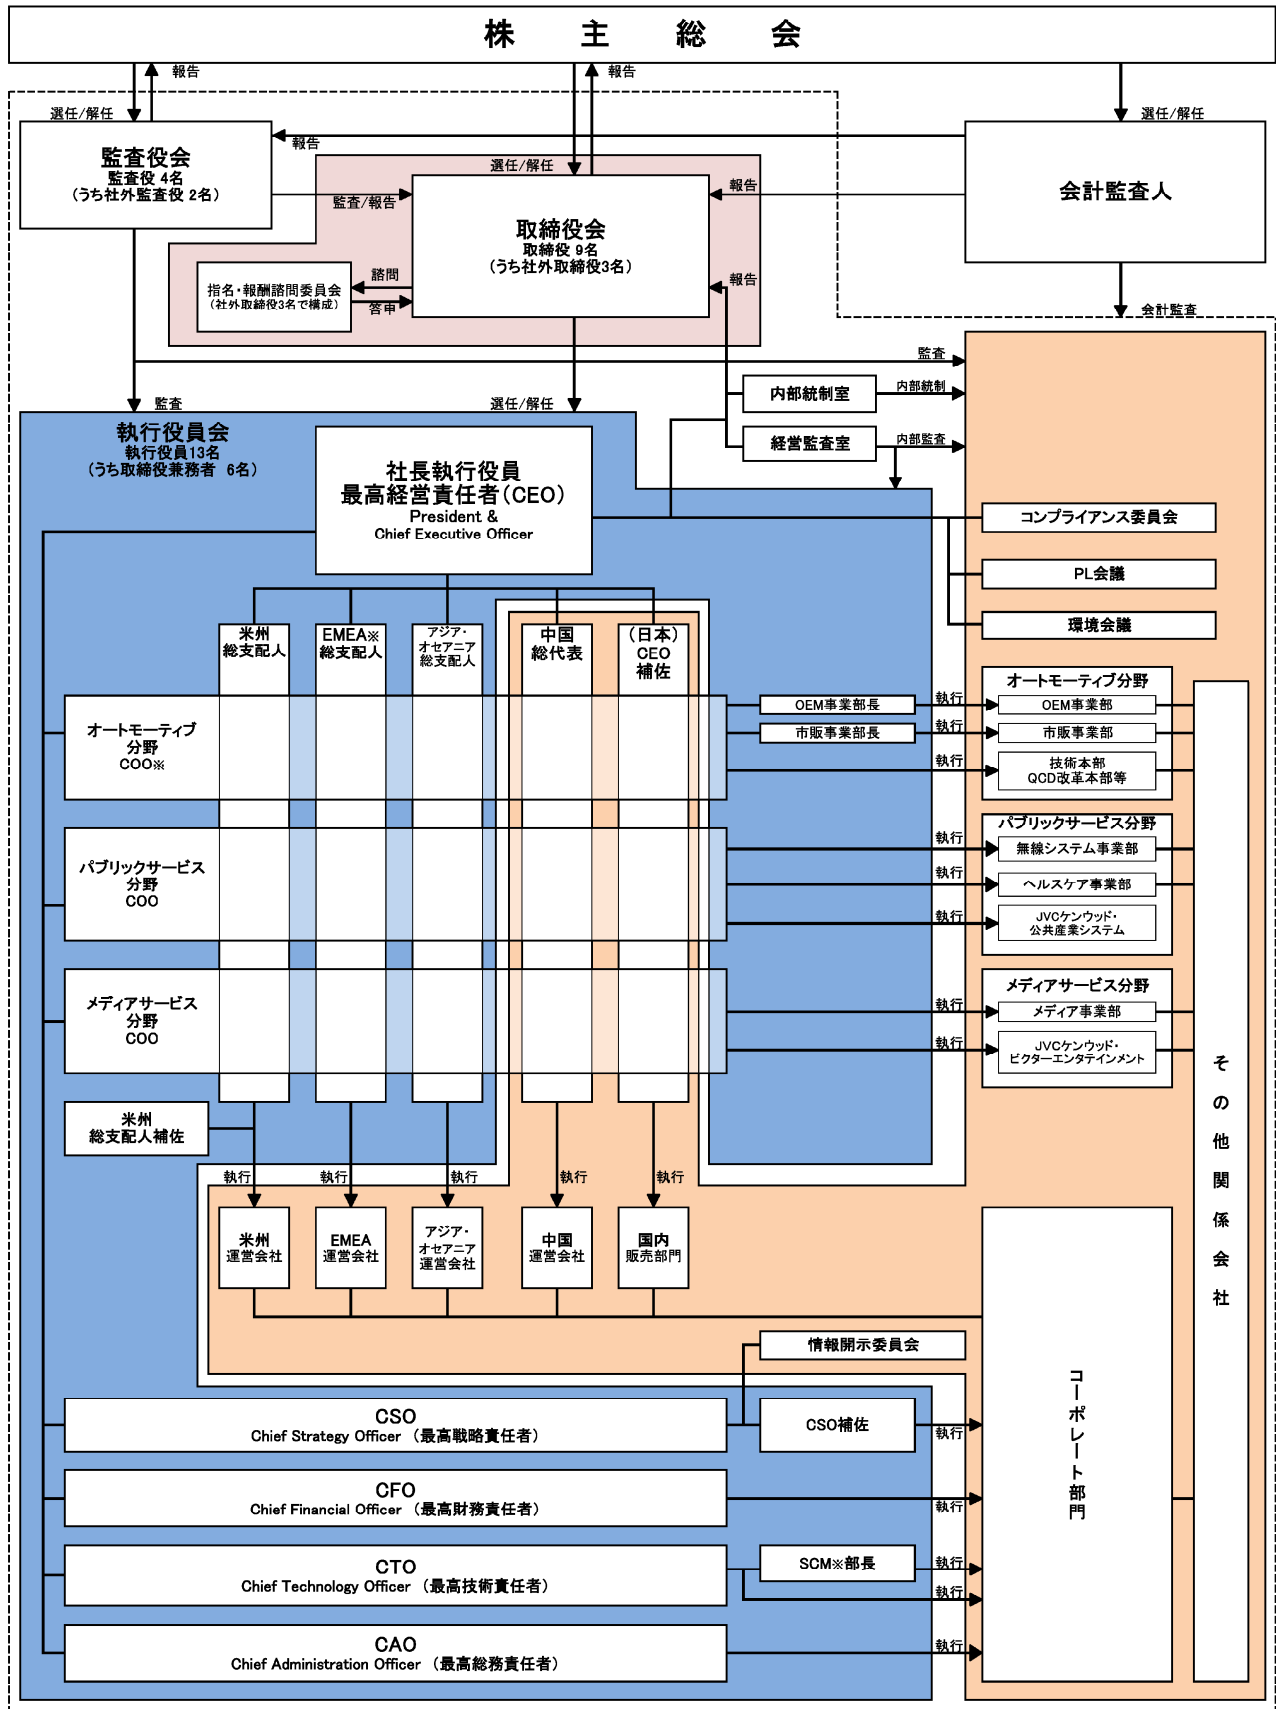 株 主 総 会
報告
報告
選任/解任
選任/解任
監査役会
監査役 4名
(うち社外監査役 2名)
報告
選任/解任
会計監査人
監査/報告
報告
取締役会
取締役 9名
(うち社外取締役3名)
指名・報酬諮問委員会
(社外取締役3名で構成)
諮問
答申
報告
会計監査
監査
内部統制室
内部統制
経営監査室
内部監査
監査
選任/解任
執行役員会
執行役員13名
(うち取締役兼務者 6名)
社長執行役員
最高経営責任者(CEO)
President &
Chief Executive Officer
コンプライアンス委員会
PL会議
環境会議
米州
総支配人
EMEA※
総支配人
アジア・
オセアニア
総支配人
中国
総代表
(日本)
CEO
補佐
オートモーティブ
分野
COO※
OEM事業部長
執行
市販事業部長
執行
執行
オートモーティブ分野
OEM事業部
市販事業部
技術本部
QCD改革本部等
パブリックサービス
分野
COO
執行
執行
執行
パブリックサービス分野
無線システム事業部
ヘルスケア事業部
JVCケンウッド・
公共産業システム
メディアサービス
分野
COO
執行
執行
メディアサービス分野
メディア事業部
JVCケンウッド・
ビクターエンタテインメント
その他関係会社
米州
総支配人補佐
執行
執行
執行
執行
執行
米州
運営会社
EMEA
運営会社
アジア・
オセアニア
運営会社
中国
運営会社
国内
販売部門
情報開示委員会
コーポレート部門
CSO
Chief Strategy Officer (最高戦略責任者)
CSO補佐
執行
CFO
Chief Financial Officer (最高財務責任者)
執行
CTO
Chief Technology Officer (最高技術責任者)
SCM※部長
執行
執行
CAO
Chief Administration Officer (最高総務責任者)
執行